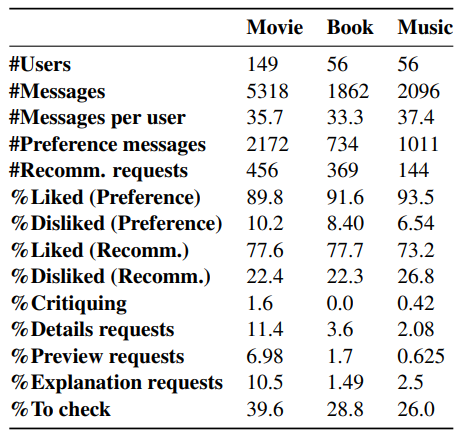 Movie Book Music
#Users 149 56 56
#Messages 5318 1862 2096
#Messages per user 35.7 33.3 37.4
#Preference messages 2172 734 1011
#Recomm. requests 456 369 144
%Liked (Preference) 89.8 91.6 93.5
%Disliked (Preference) 10.2 8.40 6.54
%Liked (Recomm.) 77.6 77.7 73.2
%Disliked (Recomm.) 22.4 22.3 26.8
%Critiquing 1.6 0.0 0.42
%Details requests 11.4 3.6 2.08
%Preview requests 6.98 1.7 0.625
%Explanation requests 10.5 1.49 2.5
%To check 39.6 28.8 26.0